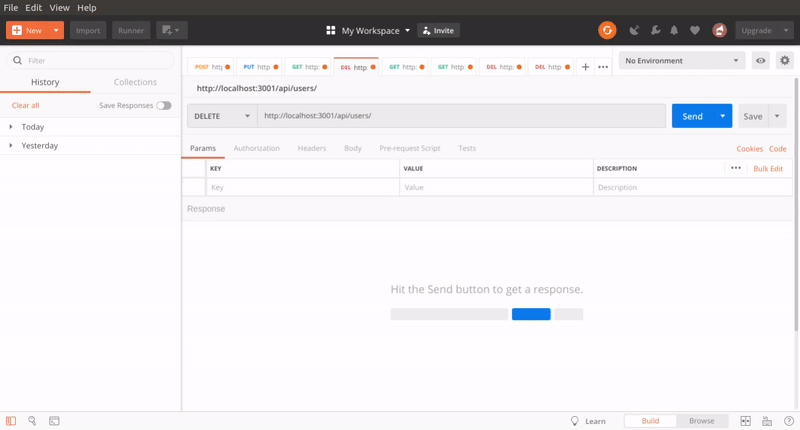 File Edit View Help
New Import Runner My Workspace Invite Upgrade
Filter
History Collections
Clear all Save Responses
Today
Yesterday
POST http PUT http GET http: DEL http: GET http: GET http: DEL http: DEL http: No Environment
http://localhost:3001/api/users/
DELETE http://localhost:3001/api/users/ Send Save
Params Authorization Headers Body Pre-request Script Tests Cookies Code
KEY VALUE DESCRIPTION Bulk Edit
Key Value Description
Response
Hit the Send button to get a response.
Learn Build Browse